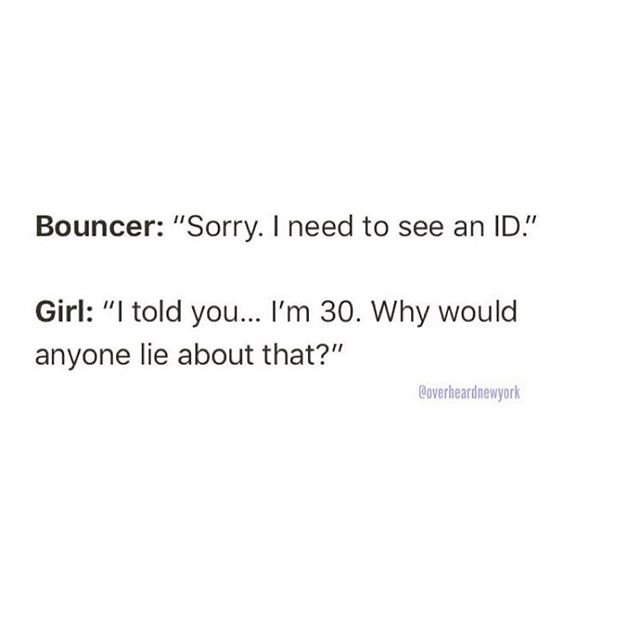 Bouncer: “Sorry. I need to see an ID.”
Girl: “I told you... I’m 30. Why would
anyone lie about that?”
@overheardnewyork